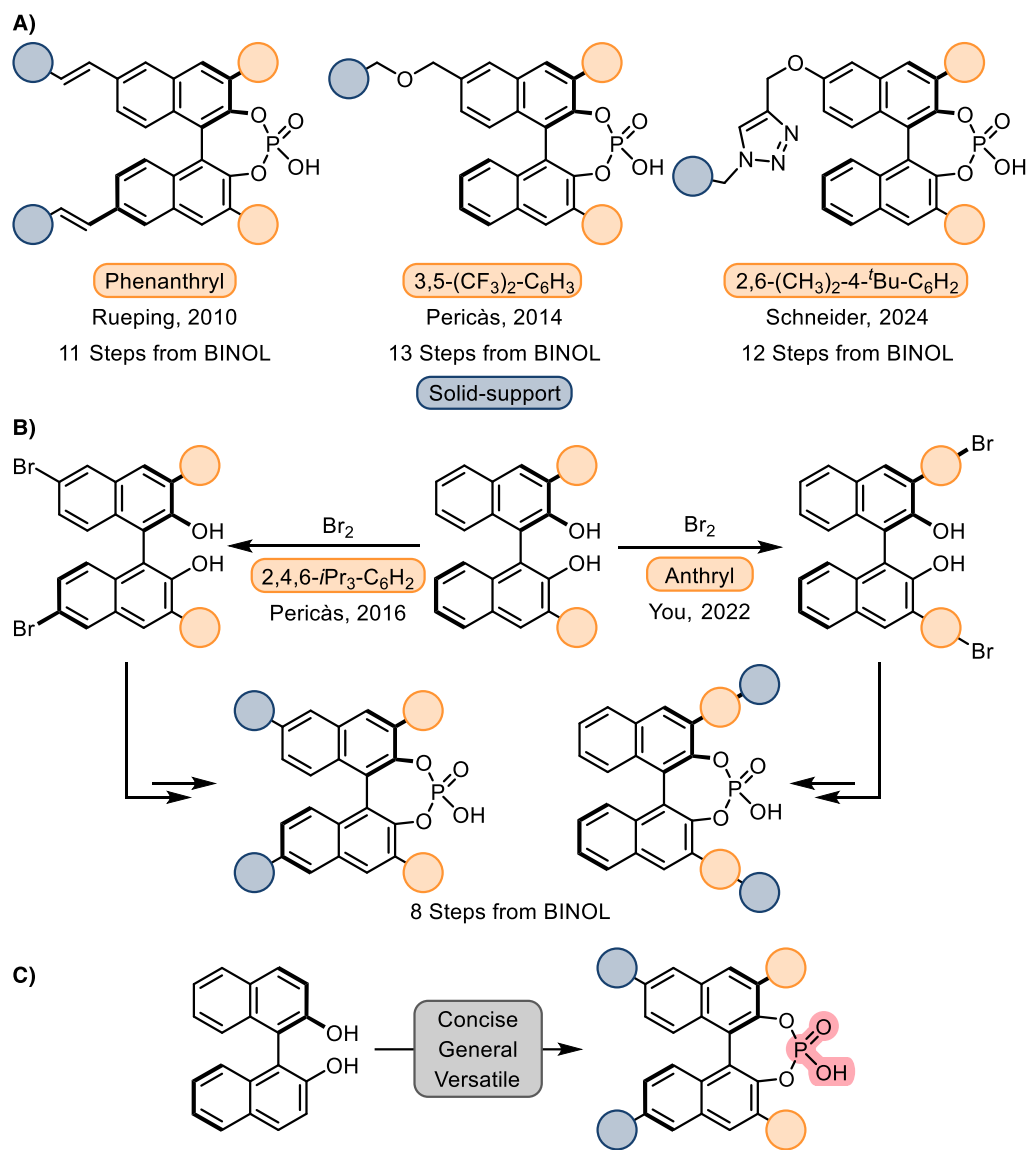 A)
O
O
O
P
OH
O
Phenanthryl
Rueping, 2010
11 Steps from BINOL
O
O
O
P
OH
O
3,5-(CF3)2-C6H3
Pericàs, 2014
13 Steps from BINOL
O
N
N
N
O
O
P
OH
O
2,6-(CH3)2-4-tBu-C6H2
Schneider, 2024
12 Steps from BINOL
Solid-support
B)
Br
OH
OH
Br
Br2
2,4,6-iPr3-C6H2
Pericàs, 2016
OH
OH
Br2
Anthryl
You, 2022
Br
OH
OH
Br
O
O
P
OH
O
O
O
P
OH
O
8 Steps from BINOL
C)
OH
OH
Concise
General
Versatile
O
O
P
OH
O